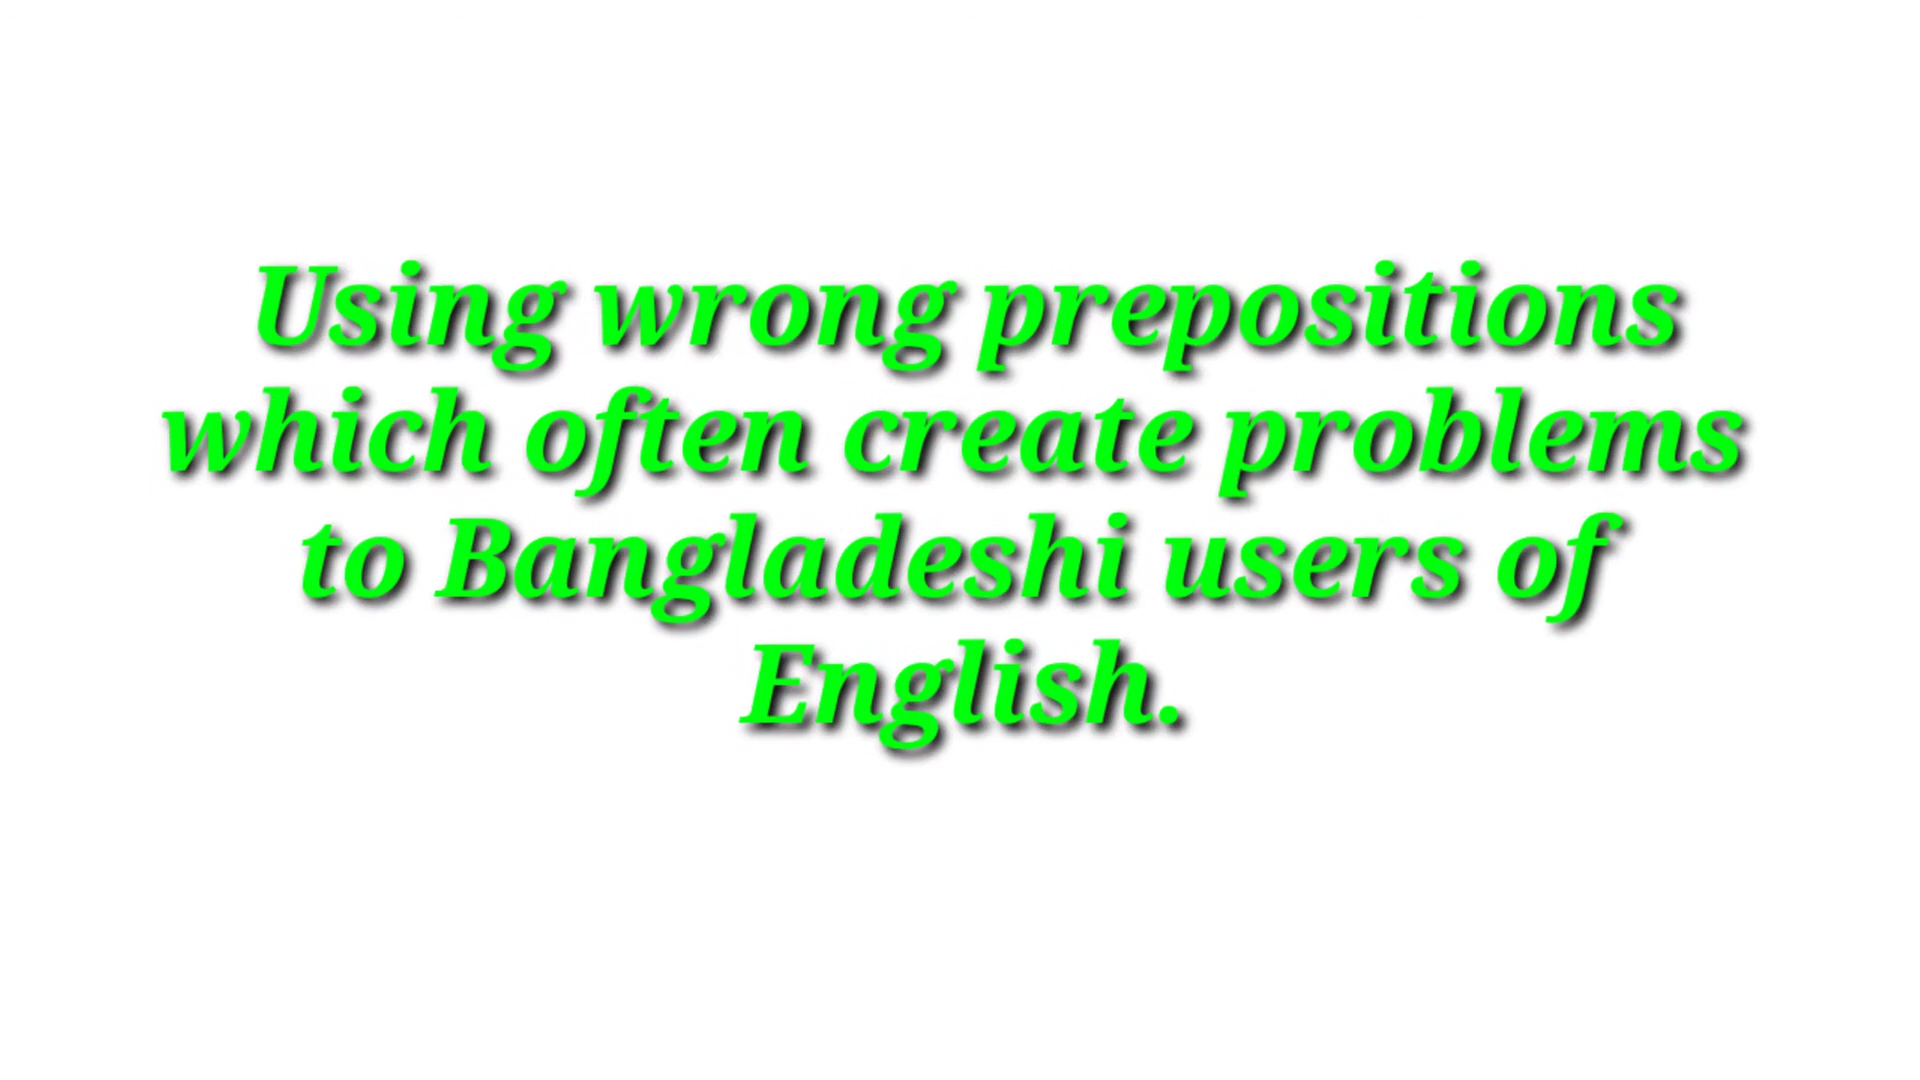 Using wrong prepositions
which often create problems
to Bangladeshi users of
English.